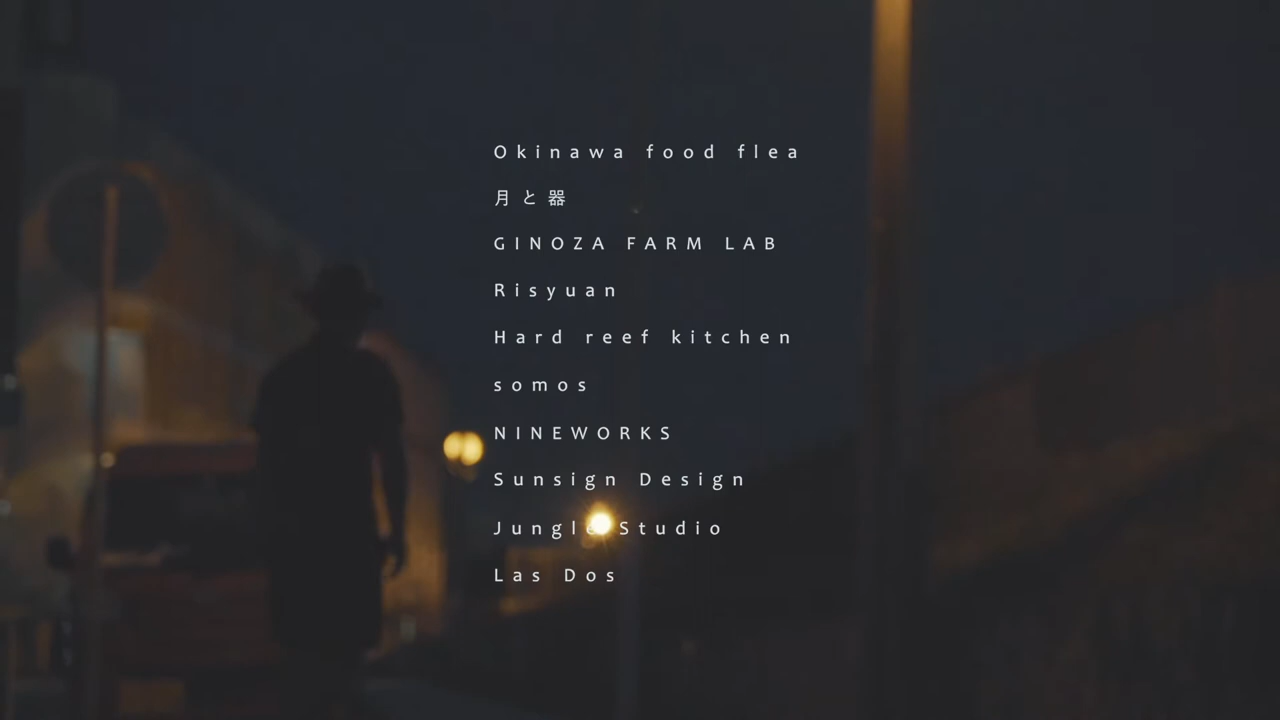 Okinawa food flea
月と器
GINOZA FARM LAB
Risyuan
Hard reef kitchen
somos
NINEWORKS
Sunsign Design
Jungle Studio
Las Dos